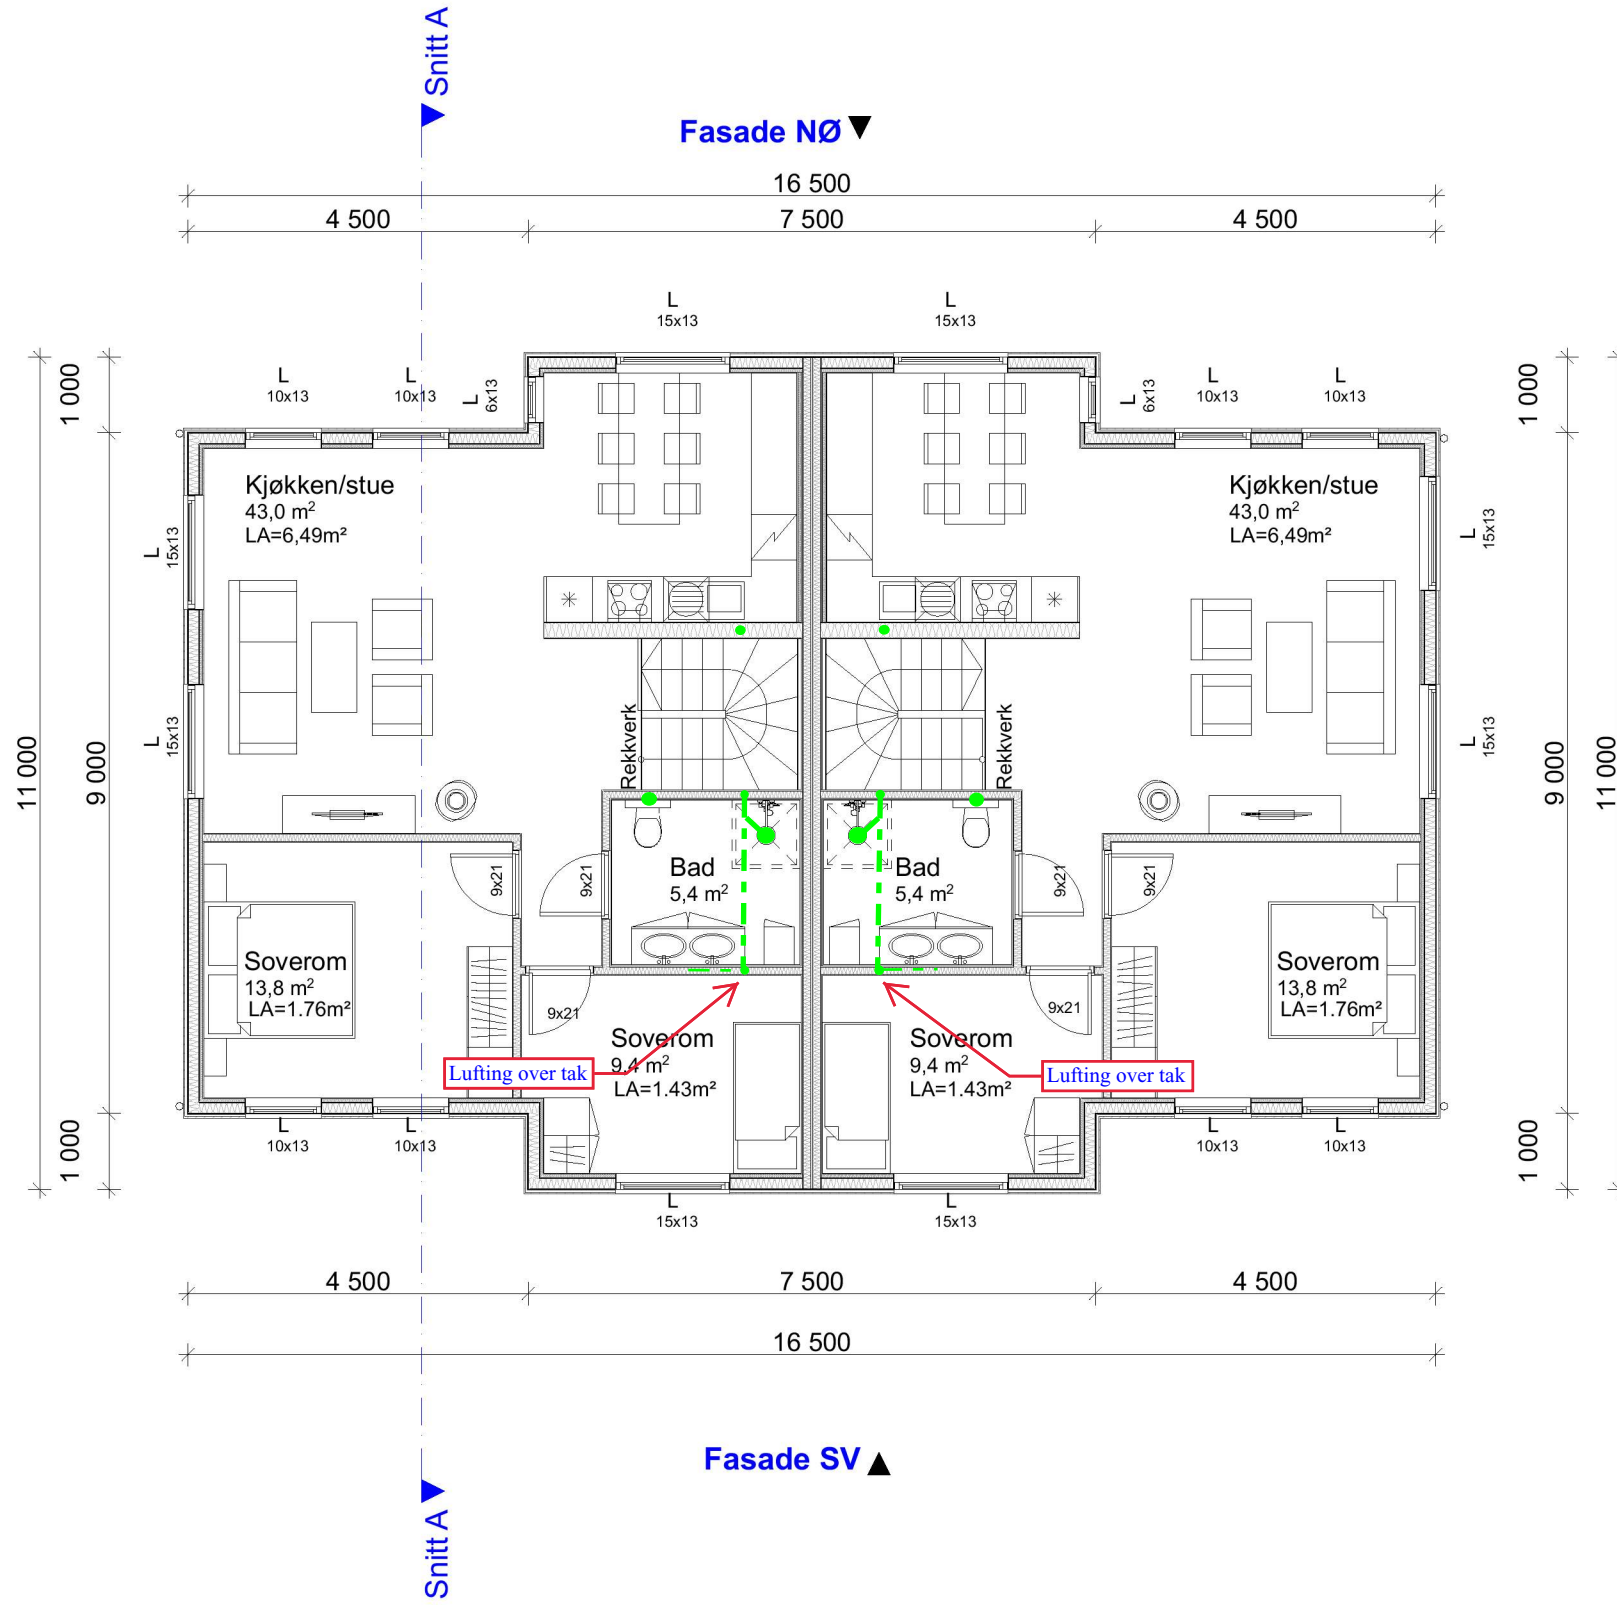 Snitt A
Fasade NØ
16 500
4 500
7 500
4 500
L
15x13
L
15x13
1 000
L
10x13
L
10x13
L
6x13
L
6x13
L
10x13
L
10x13
1 000
Kjøkken/stue
43,0 m²
LA=6,49m²
Kjøkken/stue
43,0 m²
LA=6,49m²
L
15x13
L
15x13
11 000
9 000
L
15x13
Rekkverk
Rekkverk
L
15x13
9 000
11 000
Bad
5,4 m²
Bad
5,4 m²
9x21
9x21
9x21
9x21
Soverom
13,8 m²
LA=1.76m²
Soverom
13,8 m²
LA=1.76m²
9x21
9x21
Soverom
9,4 m²
LA=1.43m²
Soverom
9,4 m²
LA=1.43m²
Lufting over tak
Lufting over tak
1 000
L
10x13
L
10x13
L
10x13
L
10x13
1 000
L
15x13
L
15x13
4 500
7 500
4 500
16 500
Fasade SV
Snitt A